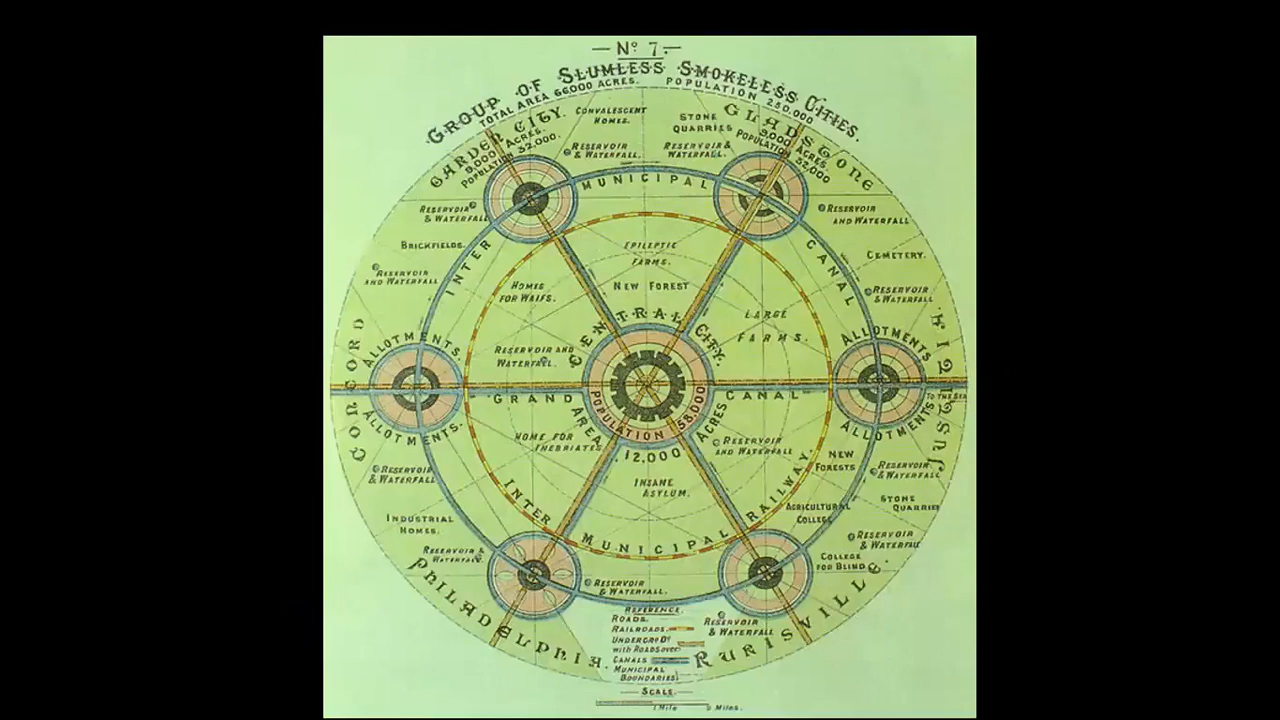 — Nº 7. —
GROUP OF SLUMLESS SMOKELESS CITIES.
TOTAL AREA 66,000 ACRES. POPULATION 250,000
GARDEN CITY.
9,000 ACRES.
POPULATION 32,000.
CONVALESCENT
HOMES.
STONE
QUARRIES
GLADSTONE
9,000 ACRES.
POPULATION 32,000
RESERVOIR
& WATERFALL.
RESERVOIR &
WATERFALL.
INTER MUNICIPAL CANAL
RESERVOIR
& WATERFALL
RESERVOIR
AND WATERFALL
BRICKFIELDS.
EPILEPTIC
FARMS.
CEMETERY.
RESERVOIR
AND WATERFALL
HOMES
FOR WAIFS.
NEW FOREST
RESERVOIR
& WATERFALL
LARGE
FARMS.
CENTRAL CITY.
CONCORD
ALLOTMENTS.
RESERVOIR AND
WATERFALL.
ALLOTMENTS
JUSTITIA
GRAND CANAL
TO THE SEA
POPULATION 58,000
AREA 12,000 ACRES
ALLOTMENTS.
ALLOTMENTS
HOME FOR
INEBRIATES
RESERVOIR
AND WATERFALL
NEW
FORESTS
RESERVOIR
& WATERFALL
RESERVOIR
& WATERFALL
INSANE
ASYLUM.
STONE
QUARRIES
INTER MUNICIPAL RAILWAY.
AGRICULTURAL
COLLEGE
INDUSTRIAL
HOMES.
RESERVOIR
& WATERFALL
RESERVOIR &
WATERFALL
COLLEGE
FOR BLIND
PHILADELPHIA.
RESERVOIR
& WATERFALL.
RURISVILLE.
RESERVOIR
& WATERFALL
REFERENCE.
ROADS.
RAILROADS.
UNDERGRD Dº
with ROADS over
CANALS
MUNICIPAL
BOUNDARIES
— SCALE. —
1 Mile 2 Miles.